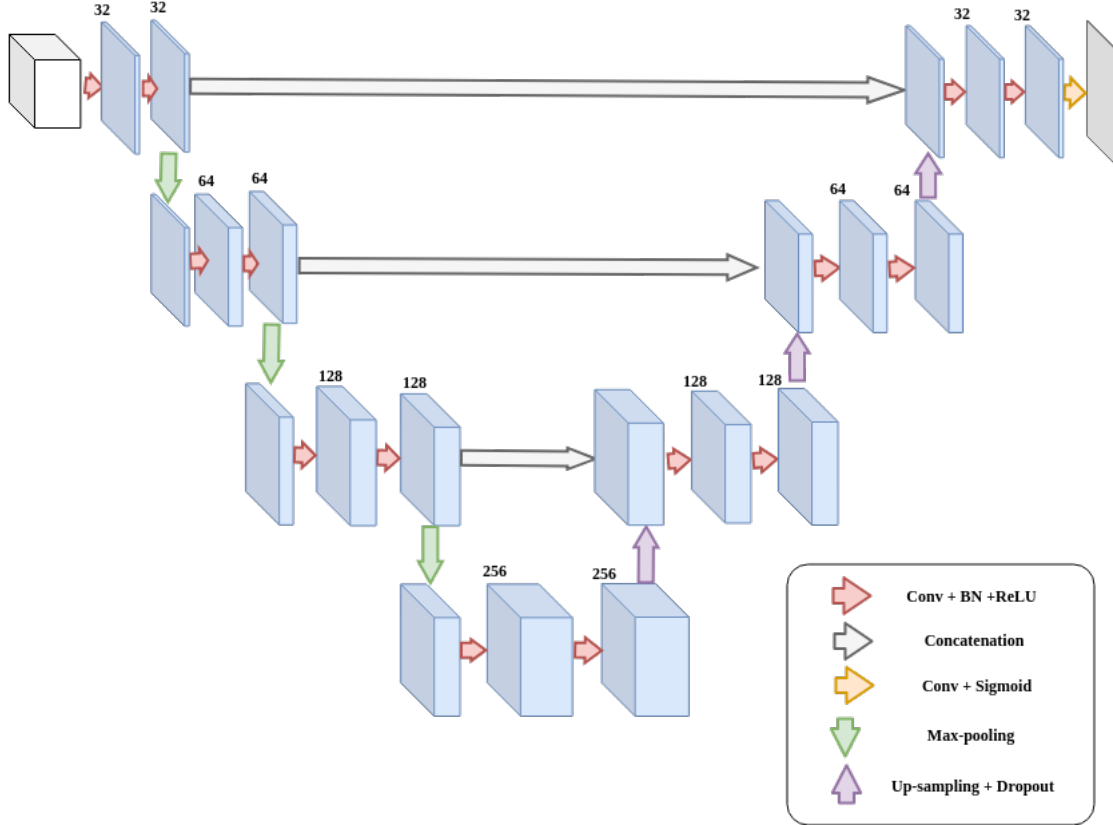 32
32
32
32
64
64
64
64
128
128
128
128
256
256
Conv + BN +ReLU
Concatenation
Conv + Sigmoid
Max-pooling
Up-sampling + Dropout